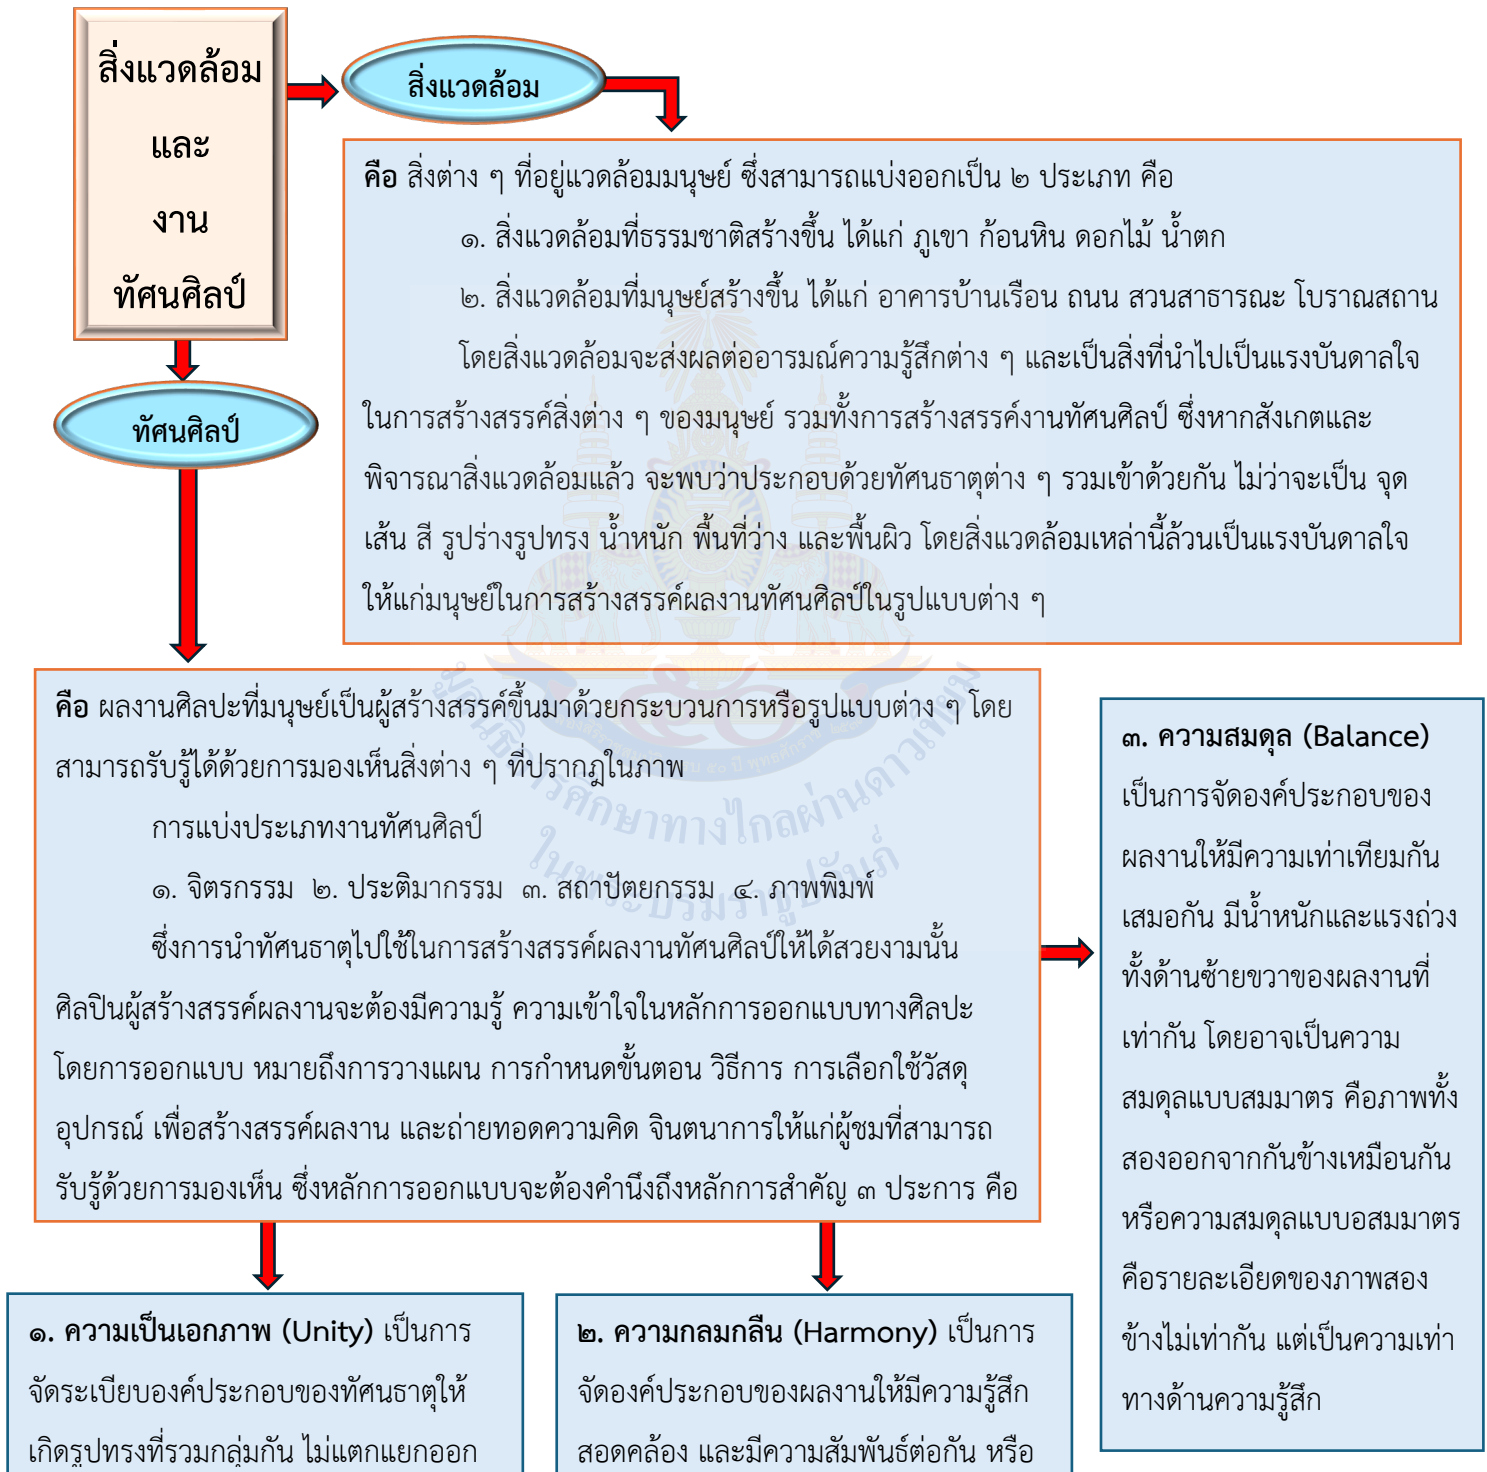 สิ่งแวดล้อม
และ
งาน
ทัศนศิลป์
สิ่งแวดล้อม
คือ สิ่งต่าง ๆ ที่อยู่แวดล้อมมนุษย์ ซึ่งสามารถแบ่งออกเป็น ๒ ประเภท คือ
๑. สิ่งแวดล้อมที่ธรรมชาติสร้างขึ้น ได้แก่ ภูเขา ก้อนหิน ดอกไม้ น้ำตก
๒. สิ่งแวดล้อมที่มนุษย์สร้างขึ้น ได้แก่ อาคารบ้านเรือน ถนน สวนสาธารณะ โบราณสถาน
โดยสิ่งแวดล้อมจะส่งผลต่ออารมณ์ความรู้สึกต่าง ๆ และเป็นสิ่งที่นำไปเป็นแรงบันดาลใจ
ในการสร้างสรรค์สิ่งต่าง ๆ ของมนุษย์ รวมทั้งการสร้างสรรค์งานทัศนศิลป์ ซึ่งหากสังเกตและ
พิจารณาสิ่งแวดล้อมแล้ว จะพบว่าประกอบด้วยทัศนธาตุต่าง ๆ รวมเข้าด้วยกัน ไม่ว่าจะเป็น จุด
เส้น สี รูปร่างรูปทรง น้ำหนัก พื้นที่ว่าง และพื้นผิว โดยสิ่งแวดล้อมเหล่านี้ล้วนเป็นแรงบันดาลใจ
ให้แก่มนุษย์ในการสร้างสรรค์ผลงานทัศนศิลป์ในรูปแบบต่าง ๆ
ทัศนศิลป์
คือ ผลงานศิลปะที่มนุษย์เป็นผู้สร้างสรรค์ขึ้นมาด้วยกระบวนการหรือรูปแบบต่าง ๆ โดย
สามารถรับรู้ได้ด้วยการมองเห็นสิ่งต่าง ๆ ที่ปรากฏในภาพ
การแบ่งประเภทงานทัศนศิลป์
๑. จิตรกรรม ๒. ประติมากรรม ๓. สถาปัตยกรรม ๔. ภาพพิมพ์
ซึ่งการนำทัศนธาตุไปใช้ในการสร้างสรรค์ผลงานทัศนศิลป์ให้ได้สวยงามนั้น
ศิลปินผู้สร้างสรรค์ผลงานจะต้องมีความรู้ ความเข้าใจในหลักการออกแบบทางศิลปะ
โดยการออกแบบ หมายถึงการวางแผน การกำหนดขั้นตอน วิธีการ การเลือกใช้วัสดุ
อุปกรณ์ เพื่อสร้างสรรค์ผลงาน และถ่ายทอดความคิด จินตนาการให้แก่ผู้ชมที่สามารถ
รับรู้ด้วยการมองเห็น ซึ่งหลักการออกแบบจะต้องคำนึงถึงหลักการสำคัญ ๓ ประการ คือ
๓. ความสมดุล (Balance)
เป็นการจัดองค์ประกอบของ
ผลงานให้มีความเท่าเทียมกัน
เสมอกัน มีน้ำหนักและแรงถ่วง
ทั้งด้านซ้ายขวาของผลงานที่
เท่ากัน โดยอาจเป็นความ
สมดุลแบบสมมาตร คือภาพทั้ง
สองออกจากกันข้างเหมือนกัน
หรือความสมดุลแบบอสมมาตร
คือรายละเอียดของภาพสอง
ข้างไม่เท่ากัน แต่เป็นความเท่า
ทางด้านความรู้สึก
๑. ความเป็นเอกภาพ (Unity) เป็นการ
จัดระเบียบองค์ประกอบของทัศนธาตุให้
เกิดรูปทรงที่รวมกลุ่มกัน ไม่แตกแยกออก
๒. ความกลมกลืน (Harmony) เป็นการ
จัดองค์ประกอบของผลงานให้มีความรู้สึก
สอดคล้อง และมีความสัมพันธ์ต่อกัน หรือ
มูลนิธิการศึกษาทางไกลผ่านดาวเทียม
ในพระบรมราชูปถัมภ์